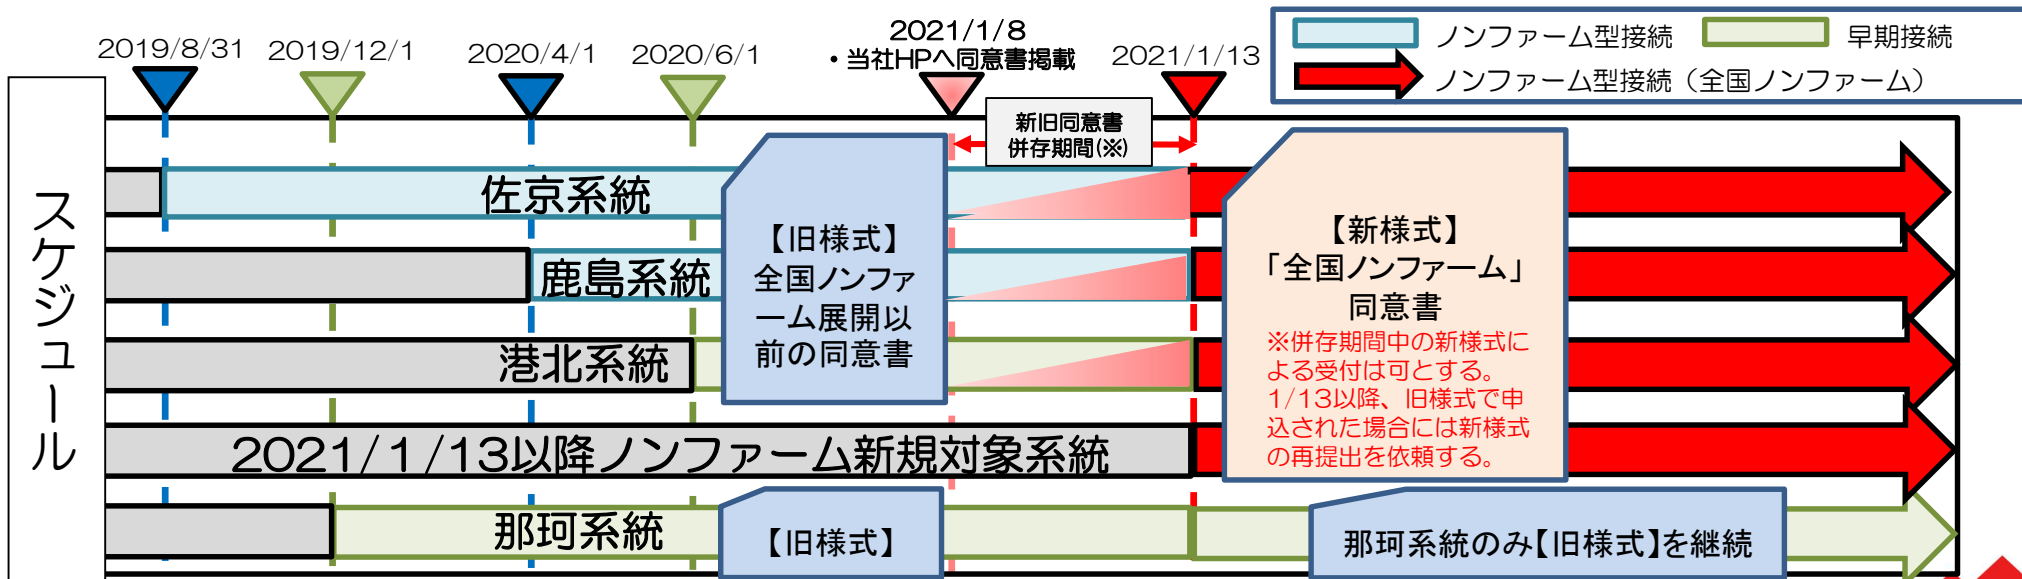 2019/8/31
2019/12/1
2020/4/1
2020/6/1
2021/1/8
・当社HPへ同意書掲載
2021/1/13
ノンファーム型接続
早期接続
ノンファーム型接続（全国ノンファーム）
スケジュール
新旧同意書
併存期間(※)
佐京系統
鹿島系統
港北系統
2021/1/13以降ノンファーム新規対象系統
那珂系統
【旧様式】
全国ノンファ
ーム展開以
前の同意書
【新様式】
「全国ノンファーム」
同意書
※併存期間中の新様式に
よる受付は可とする。
1/13以降、旧様式で申
込された場合には新様式
の再提出を依頼する。
【旧様式】
那珂系統のみ【旧様式】を継続